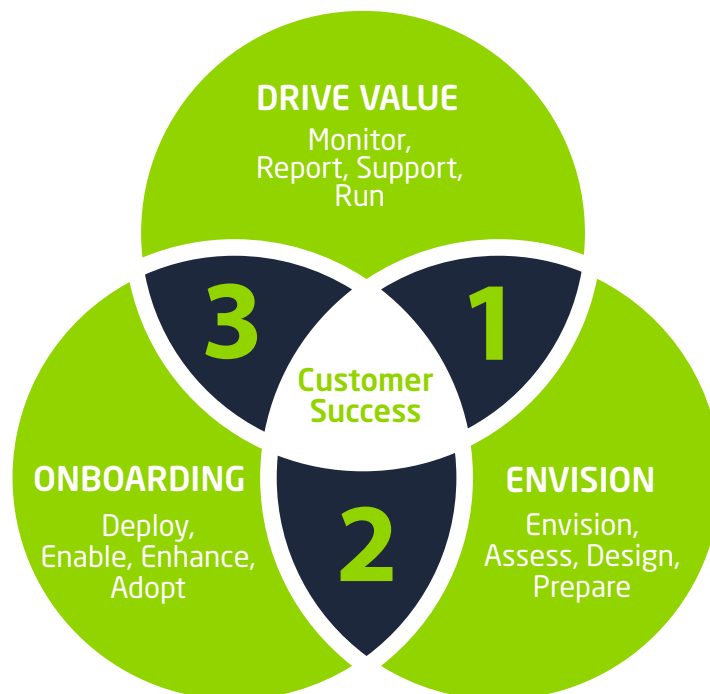 DRIVE VALUE
Monitor,
Report, Support,
Run
3
1
Customer
Success
ONBOARDING
Deploy,
Enable, Enhance,
Adopt
2
ENVISION
Envision,
Assess, Design,
Prepare